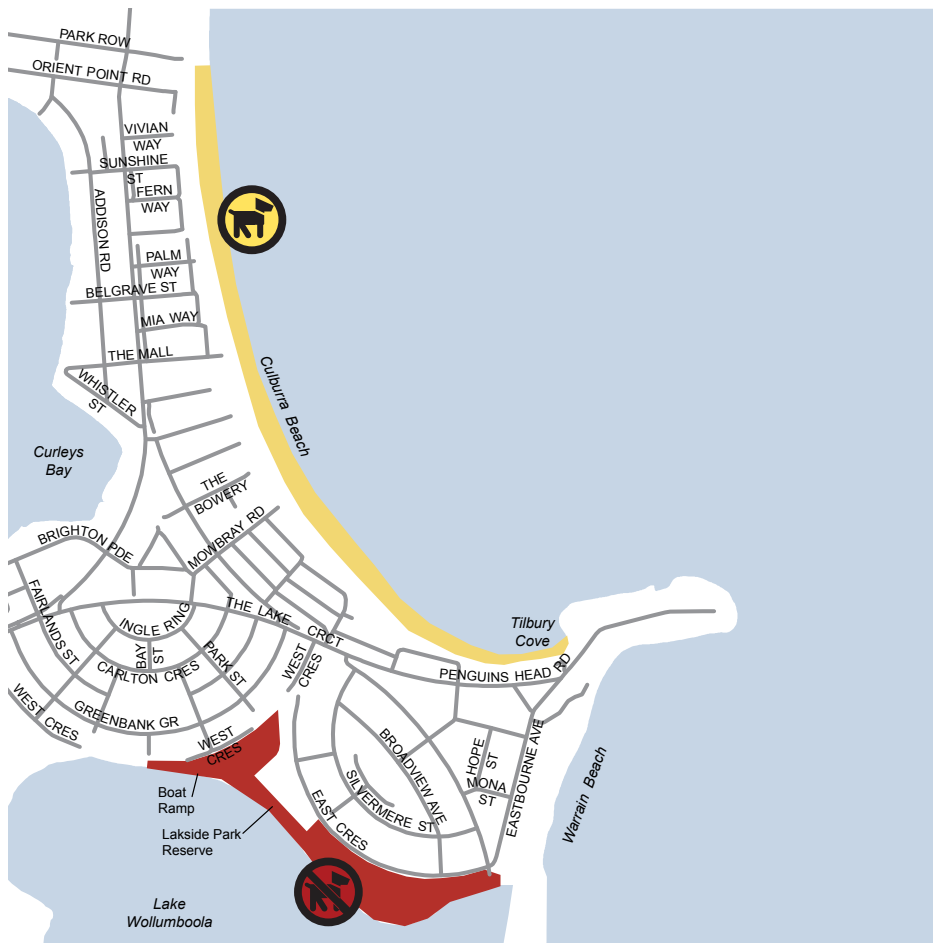 PARK ROW
ORIENT POINT RD
VIVIAN
WAY
SUNSHINE
ST
FERN
WAY
ADDISON RD
PALM
WAY
BELGRAVE ST
MIA WAY
THE MALL
WHISTLER
ST
Culburra Beach
Curleys
Bay
THE
BOWERY
MOWBRAY RD
BRIGHTON PDE
FAIRLANDS ST
INGLE RING
THE LAKE CRCT
BAY
ST
PARK ST
CARLTON CRES
WEST
CRES
Tilbury
Cove
PENGUINS HEAD RD
WEST CRES
GREENBANK GR
WEST
CRES
BROADVIEW AVE
HOPE
ST
MONA
ST
EASTBOURNE AVE
Warrain Beach
SILVERMERE ST
EAST CRES
Boat
Ramp
Lakside Park
Reserve
Lake
Wollumboola